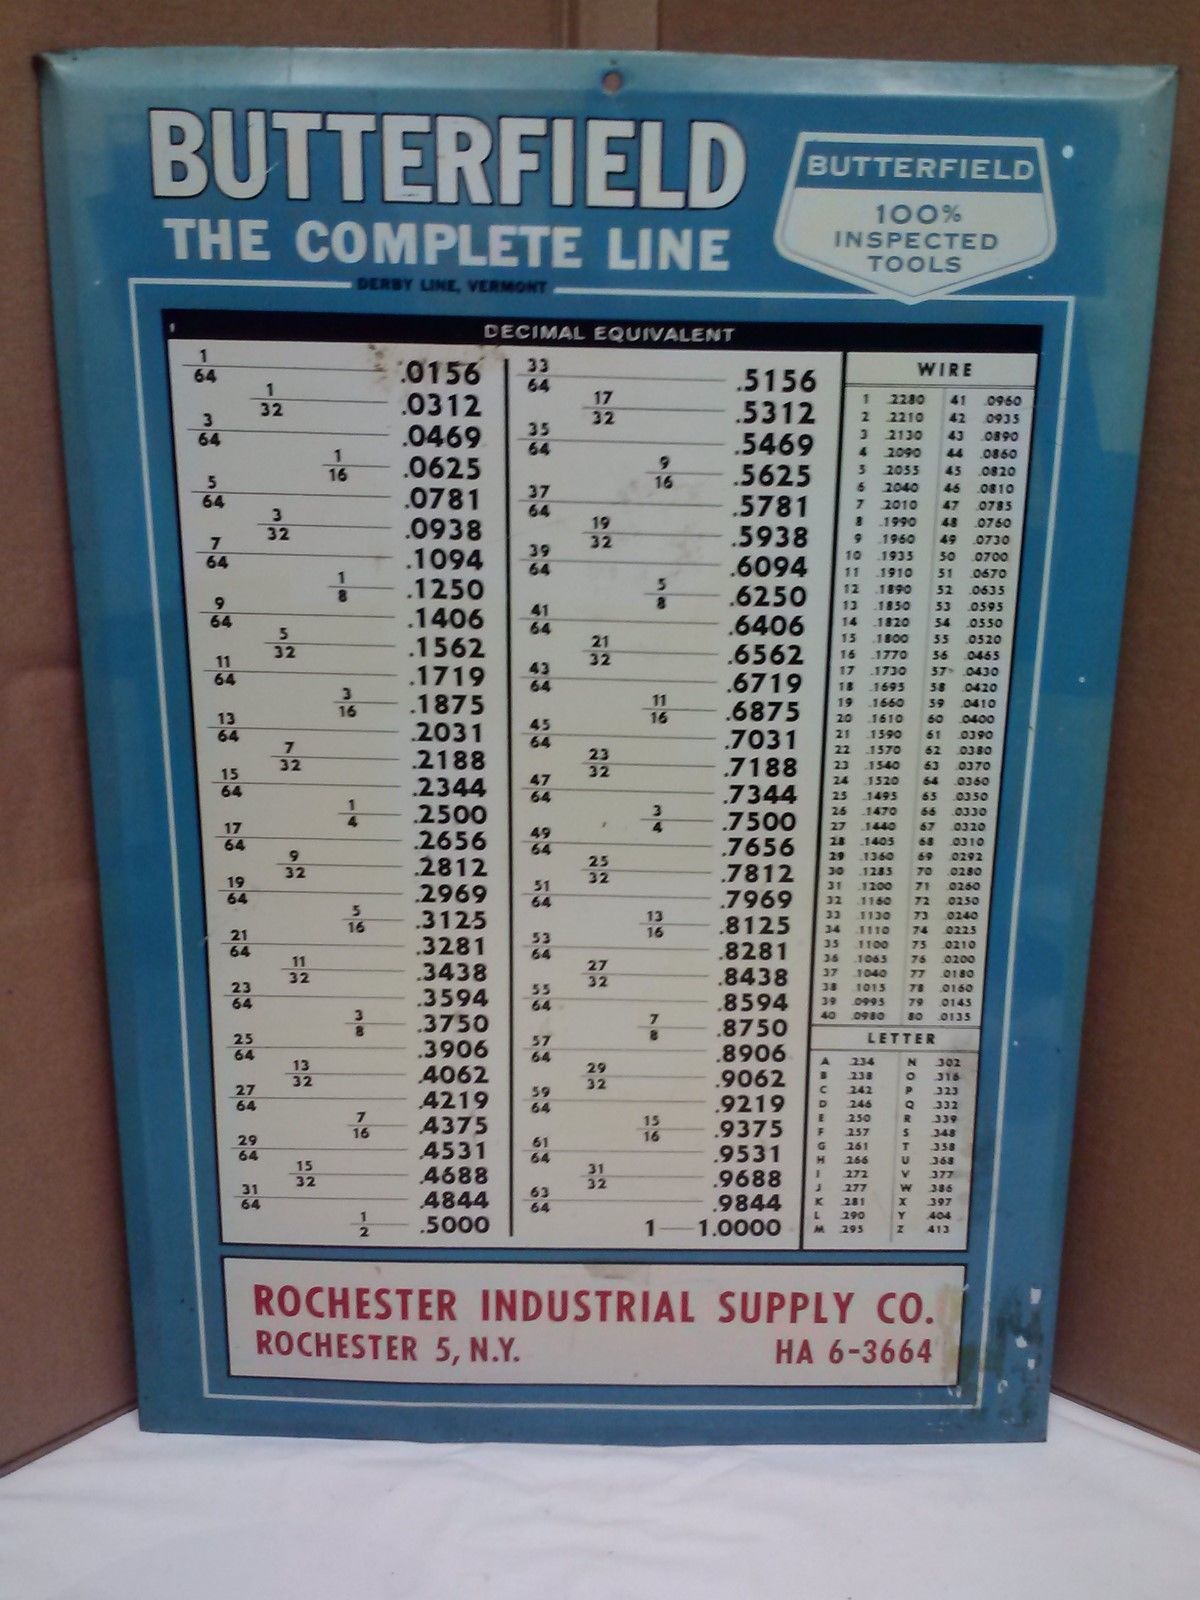 BUTTERFIELD
THE COMPLETE LINE
DERBY LINE, VERMONT
BUTTERFIELD
100%
INSPECTED
TOOLS
DECIMAL EQUIVALENT
1/64 .0156
1/32 .0312
3/64 .0469
1/16 .0625
5/64 .0781
3/32 .0938
7/64 .1094
1/8 .1250
9/64 .1406
5/32 .1562
11/64 .1719
3/16 .1875
13/64 .2031
7/32 .2188
15/64 .2344
1/4 .2500
17/64 .2656
9/32 .2812
19/64 .2969
5/16 .3125
21/64 .3281
11/32 .3438
23/64 .3594
3/8 .3750
25/64 .3906
13/32 .4062
27/64 .4219
7/16 .4375
29/64 .4531
15/32 .4688
31/64 .4844
1/2 .5000
33/64 .5156
17/32 .5312
35/64 .5469
9/16 .5625
37/64 .5781
19/32 .5938
39/64 .6094
5/8 .6250
41/64 .6406
21/32 .6562
43/64 .6719
11/16 .6875
45/64 .7031
23/32 .7188
47/64 .7344
3/4 .7500
49/64 .7656
25/32 .7812
51/64 .7969
13/16 .8125
53/64 .8281
27/32 .8438
55/64 .8594
7/8 .8750
57/64 .8906
29/32 .9062
59/64 .9219
15/16 .9375
61/64 .9531
31/32 .9688
63/64 .9844
1 1.0000
WIRE
1 .2280 41 .0960
2 .2210 42 .0935
3 .2130 43 .0890
4 .2090 44 .0860
5 .2055 45 .0820
6 .2040 46 .0810
7 .2010 47 .0785
8 .1990 48 .0760
9 .1960 49 .0730
10 .1935 50 .0700
11 .1910 51 .0670
12 .1890 52 .0635
13 .1850 53 .0595
14 .1820 54 .0550
15 .1800 55 .0520
16 .1770 56 .0465
17 .1730 57 .0430
18 .1695 58 .0420
19 .1660 59 .0410
20 .1610 60 .0400
21 .1590 61 .0390
22 .1570 62 .0380
23 .1540 63 .0370
24 .1520 64 .0360
25 .1495 65 .0350
26 .1470 66 .0330
27 .1440 67 .0320
28 .1405 68 .0310
29 .1360 69 .0292
30 .1285 70 .0280
31 .1200 71 .0260
32 .1160 72 .0250
33 .1130 73 .0240
34 .1110 74 .0225
35 .1100 75 .0210
36 .1065 76 .0200
37 .1040 77 .0180
38 .1015 78 .0160
39 .0995 79 .0145
40 .0980 80 .0135
LETTER
A .234 N .302
B .238 O .316
C .242 P .323
D .246 Q .332
E .250 R .339
F .257 S .348
G .261 T .358
H .266 U .368
I .272 V .377
J .277 W .386
K .281 X .397
L .290 Y .404
M .295 Z .413
ROCHESTER INDUSTRIAL SUPPLY CO.
ROCHESTER 5, N.Y. HA 6-3664